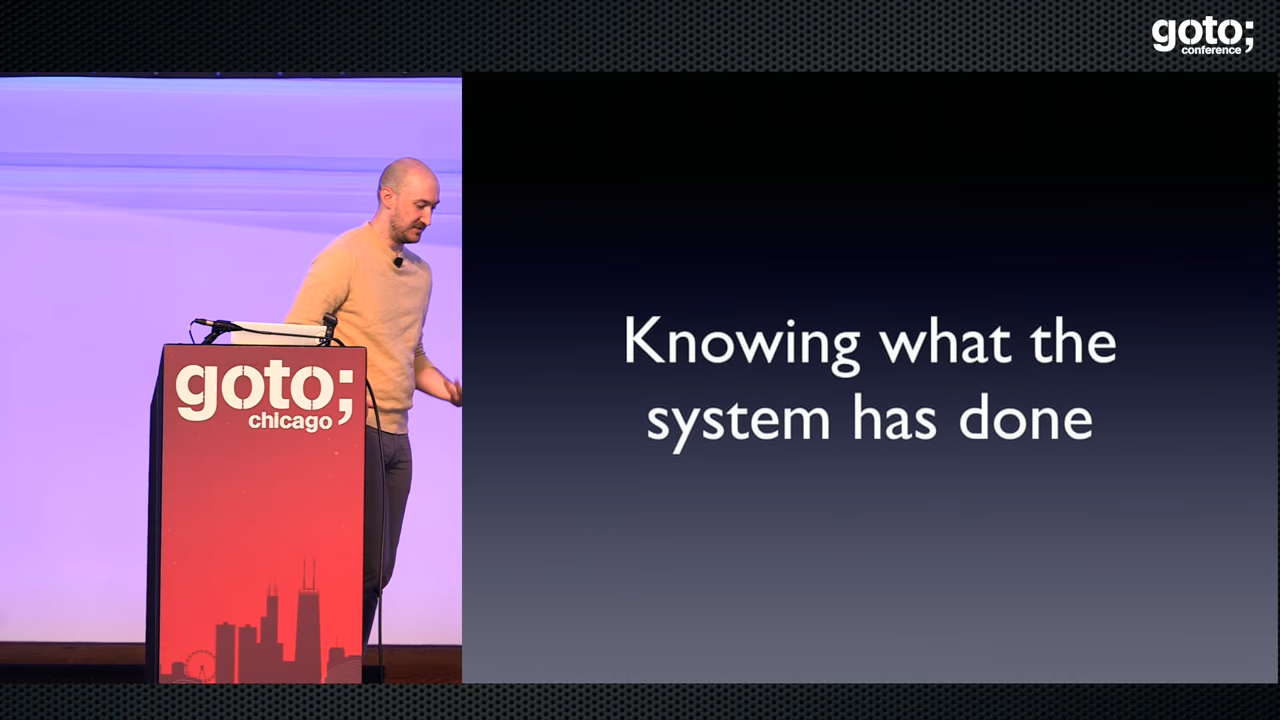 goto;
conference
Knowing what the
system has done
goto;
chicago